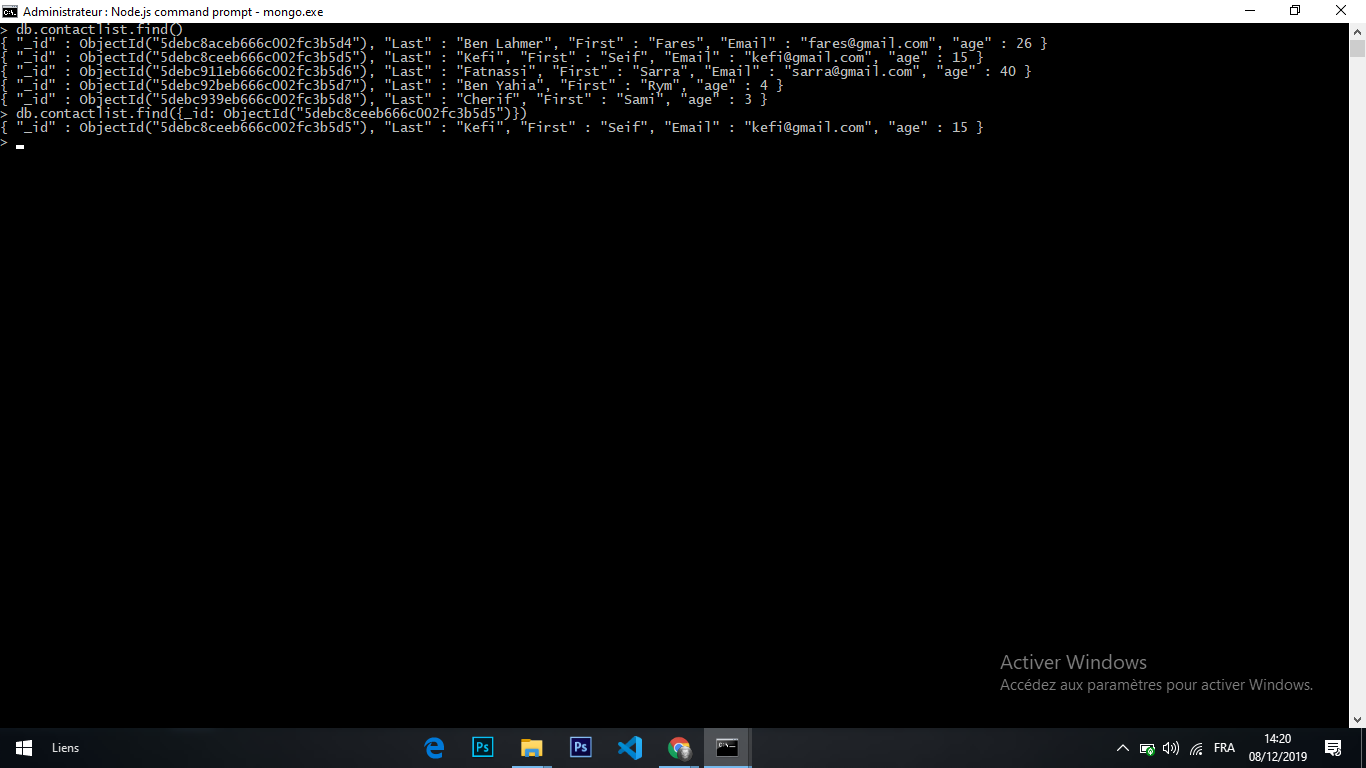 Administrateur : Node.js command prompt - mongo.exe
> db.contactlist.find()
{ "_id" : ObjectId("5debc8aceb666c002fc3b5d4"), "Last" : "Ben Lahmer", "First" : "Fares", "Email" : "fares@gmail.com", "age" : 26 }
{ "_id" : ObjectId("5debc8ceeb666c002fc3b5d5"), "Last" : "Kefi", "First" : "Seif", "Email" : "kefi@gmail.com", "age" : 15 }
{ "_id" : ObjectId("5debc911eb666c002fc3b5d6"), "Last" : "Fatnassi", "First" : "Sarra", "Email" : "sarra@gmail.com", "age" : 40 }
{ "_id" : ObjectId("5debc92beb666c002fc3b5d7"), "Last" : "Ben Yahia", "First" : "Rym", "age" : 4 }
{ "_id" : ObjectId("5debc939eb666c002fc3b5d8"), "Last" : "Cherif", "First" : "Sami", "age" : 3 }
> db.contactlist.find({_id: ObjectId("5debc8ceeb666c002fc3b5d5")})
{ "_id" : ObjectId("5debc8ceeb666c002fc3b5d5"), "Last" : "Kefi", "First" : "Seif", "Email" : "kefi@gmail.com", "age" : 15 }
>
Activer Windows
Accédez aux paramètres pour activer Windows.
Liens
Ps
Ps
FRA
14:20
08/12/2019